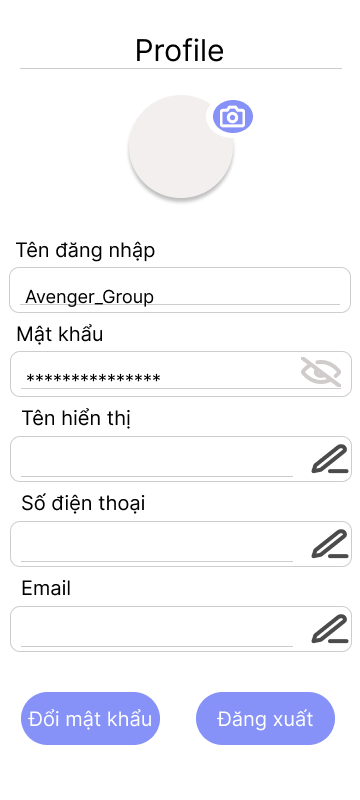 Profile
Tên đăng nhập
Avenger_Group
Mật khẩu
***************
Tên hiển thị
Số điện thoại
Email
Đổi mật khẩu
Đăng xuất